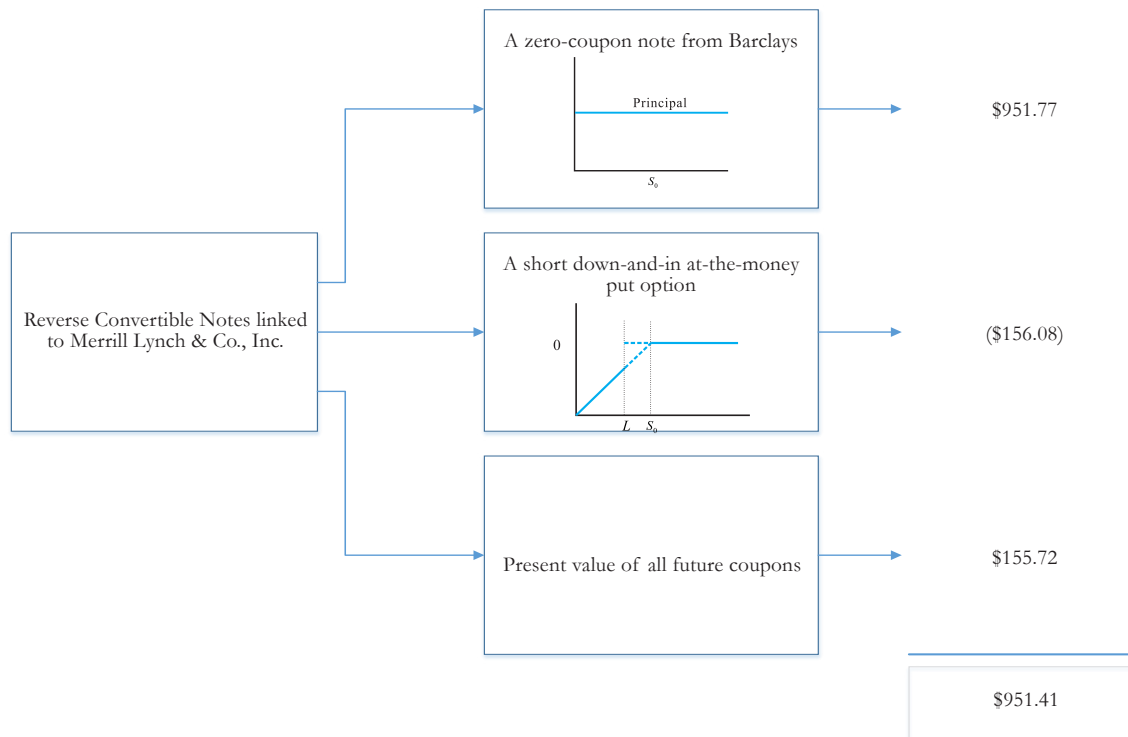 A zero-coupon note from Barclays
Principal
S₀
$951.77
Reverse Convertible Notes linked
to Merrill Lynch & Co., Inc.
A short down-and-in at-the-money
put option
0
L S₀
($156.08)
Present value of all future coupons
$155.72
$951.41